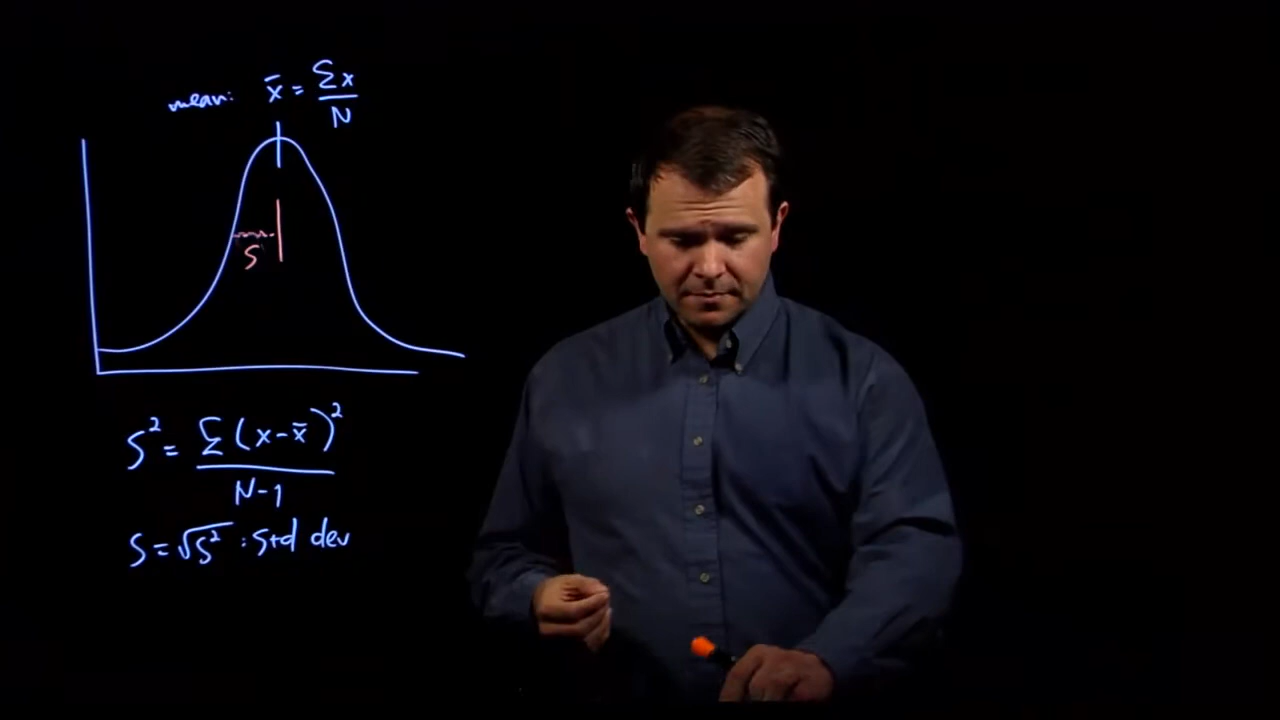 mean: x̄ = Σx / N
S
S² = Σ(x-x̄)² / N-1
S = √S² : Std dev